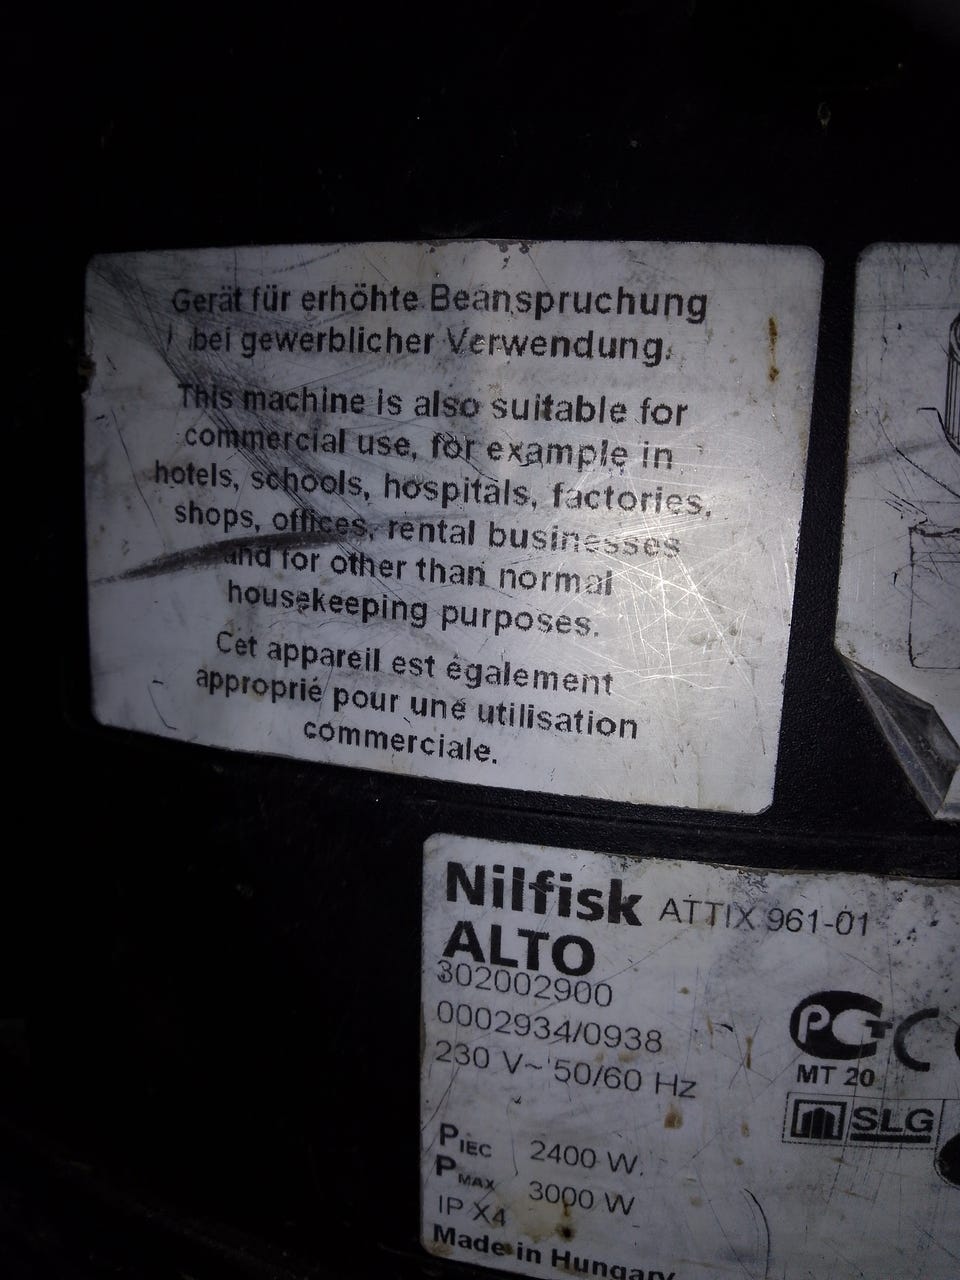 Gerät für erhöhte Beanspruchung
bei gewerblicher Verwendung.
This machine is also suitable for
commercial use, for example in
hotels, schools, hospitals, factories,
shops, offices, rental businesses
and for other than normal
housekeeping purposes.
Cet appareil est également
approprié pour une utilisation
commerciale.
Nilfisk ATTIX 961-01
ALTO
302002900
0002934/0938
230 V~ 50/60 Hz
MT 20
SLG
PIEC 2400 W
PMAX 3000 W
IP X4
Made in Hungary